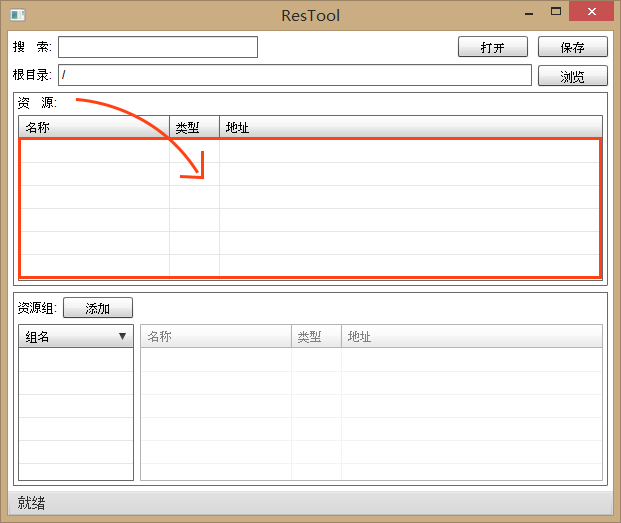 ResTool
搜 索:
打开
保存
根目录: /
浏览
资 源:
名称 类型 地址
资源组: 添加
组名
名称 类型 地址
就绪